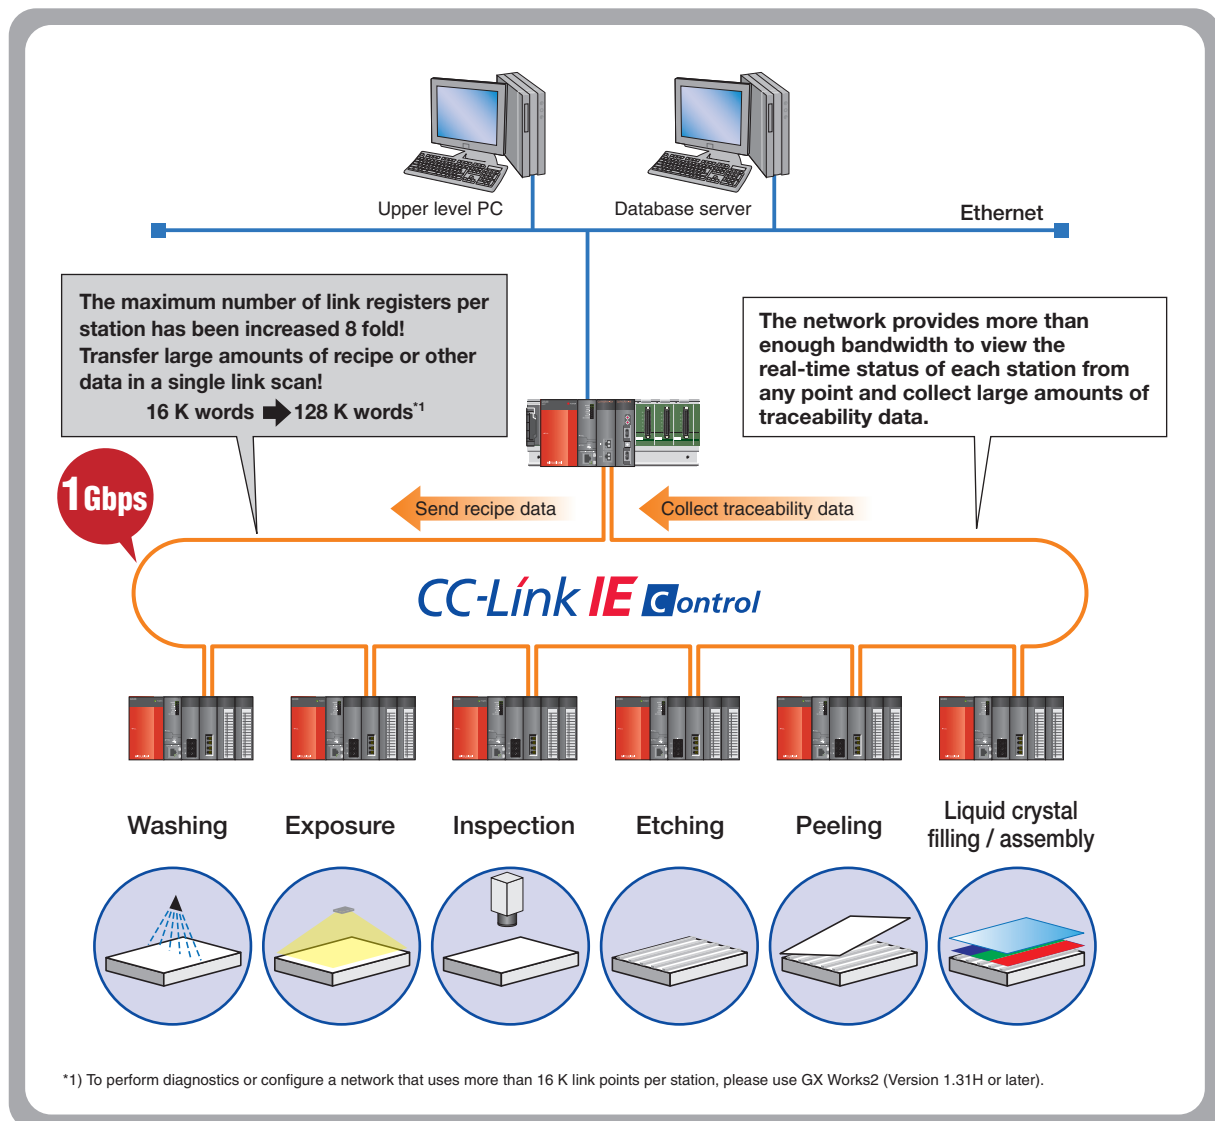 Upper level PC
Database server
Ethernet
The maximum number of link registers per
station has been increased 8 fold!
Transfer large amounts of recipe or other
data in a single link scan!
16 K words ➡ 128 K words*1
The network provides more than
enough bandwidth to view the
real-time status of each station from
any point and collect large amounts of
traceability data.
1Gbps
Send recipe data
Collect traceability data
CC-Link IE Control
Washing
Exposure
Inspection
Etching
Peeling
Liquid crystal
filling / assembly
*1) To perform diagnostics or configure a network that uses more than 16 K link points per station, please use GX Works2 (Version 1.31H or later).